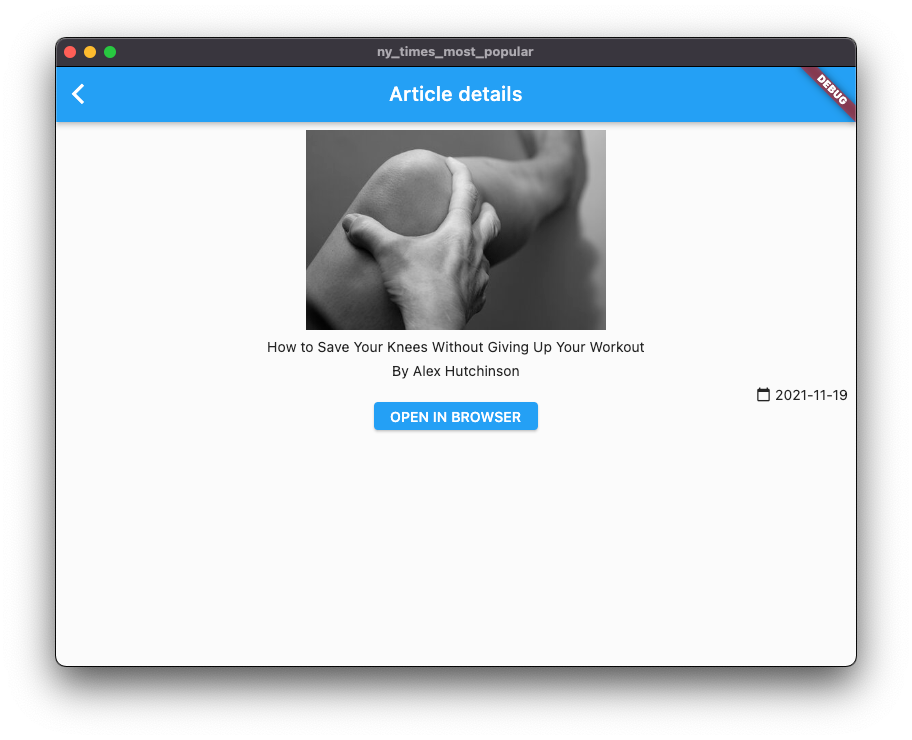 ny_times_most_popular
Article details
DEBUG
How to Save Your Knees Without Giving Up Your Workout
By Alex Hutchinson
2021-11-19
OPEN IN BROWSER